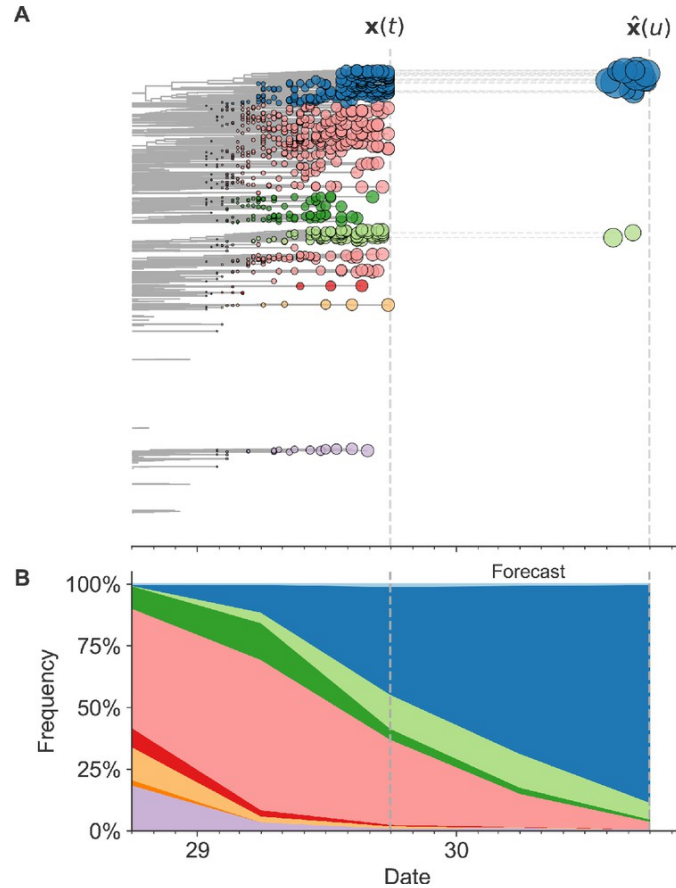 A
x(t)
x̂(u)
B
Forecast
100%
75%
50%
25%
0%
Frequency
29
30
Date